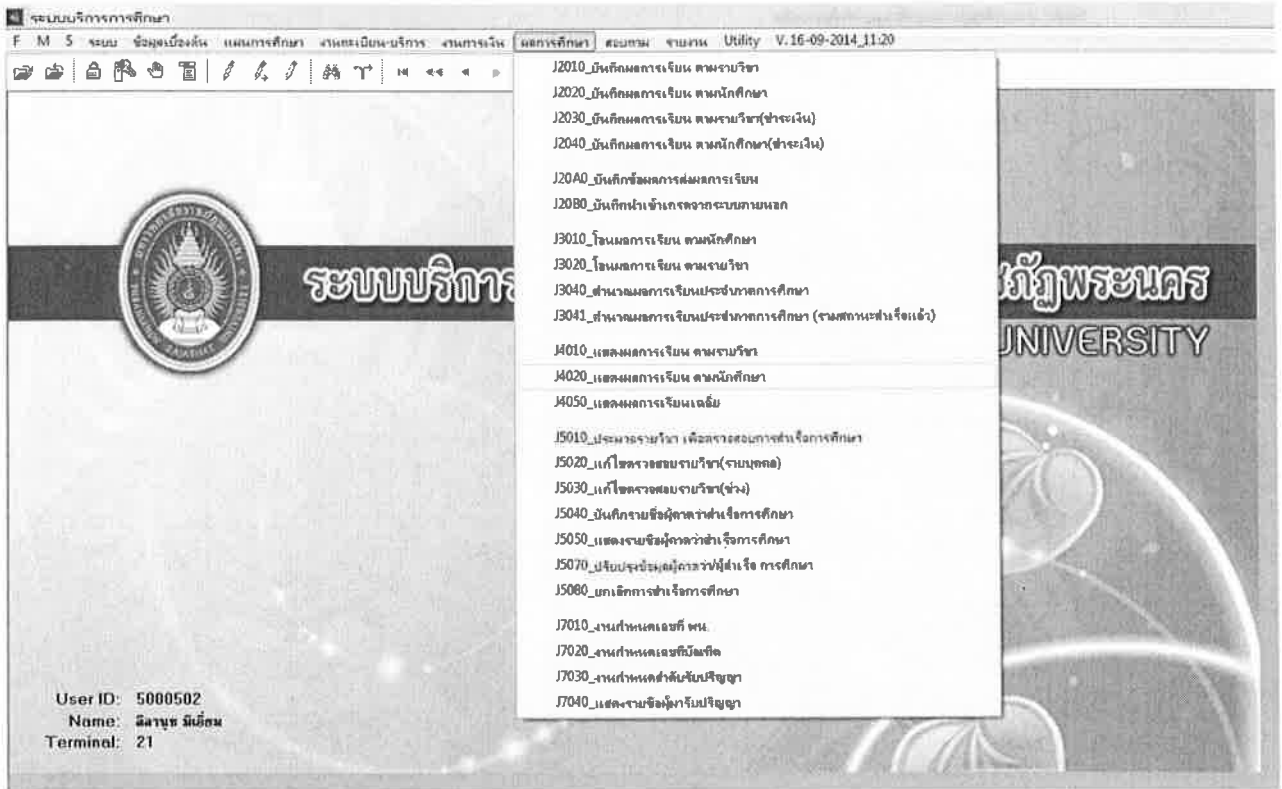 ระบบบริการการศึกษา
F M S ระบบ ข้อมูลเบื้องต้น แผนการศึกษา งานทะเบียน-บริการ งานการเงิน ผลการศึกษา สอบถาม รายงาน Utility V.16-09-2014_11:20
J2010_บันทึกผลการเรียน ตามรายวิชา
J2020_บันทึกผลการเรียน ตามนักศึกษา
J2030_บันทึกผลการเรียน ตามรายวิชา(ชำระเงิน)
J2040_บันทึกผลการเรียน ตามนักศึกษา(ชำระเงิน)
J20A0_บันทึกข้อผลการส่งผลการเรียน
J20B0_บันทึกนำเข้าเกรดจากระบบภายนอก
J3010_โอนผลการเรียน ตามนักศึกษา
J3020_โอนผลการเรียน ตามรายวิชา
J3040_คำนวณผลการเรียนประจำภาคการศึกษา
J3041_คำนวณผลการเรียนประจำภาคการศึกษา (รวมสถานะสำเร็จแล้ว)
J4010_แสดงผลการเรียน ตามรายวิชา
J4020_แสดงผลการเรียน ตามนักศึกษา
J4050_แสดงผลการเรียนเฉลี่ย
J5010_ประมวลรายวิชา เพื่อตรวจสอบการสำเร็จการศึกษา
J5020_แก้ไขตรวจสอบรายวิชา(รายบุคคล)
J5030_แก้ไขตรวจสอบรายวิชา(ช่วง)
J5040_บันทึกรายชื่อผู้คาดว่าสำเร็จการศึกษา
J5050_แสดงรายชื่อผู้คาดว่าสำเร็จการศึกษา
J5070_ปรับปรุงข้อมูลผู้คาดว่า/ผู้สำเร็จ การศึกษา
J5080_ยกเลิกการสำเร็จการศึกษา
J7010_งานกำหนดเลขที่ พน.
J7020_งานกำหนดเลขที่บัณฑิต
J7030_งานกำหนดลำดับรับปริญญา
J7040_แสดงรายชื่อผู้มารับปริญญา
ระบบบริการ
ภัฏพระนคร
UNIVERSITY
User ID: 5000502
Name: ลีลานุช มีเอี่ยม
Terminal: 21